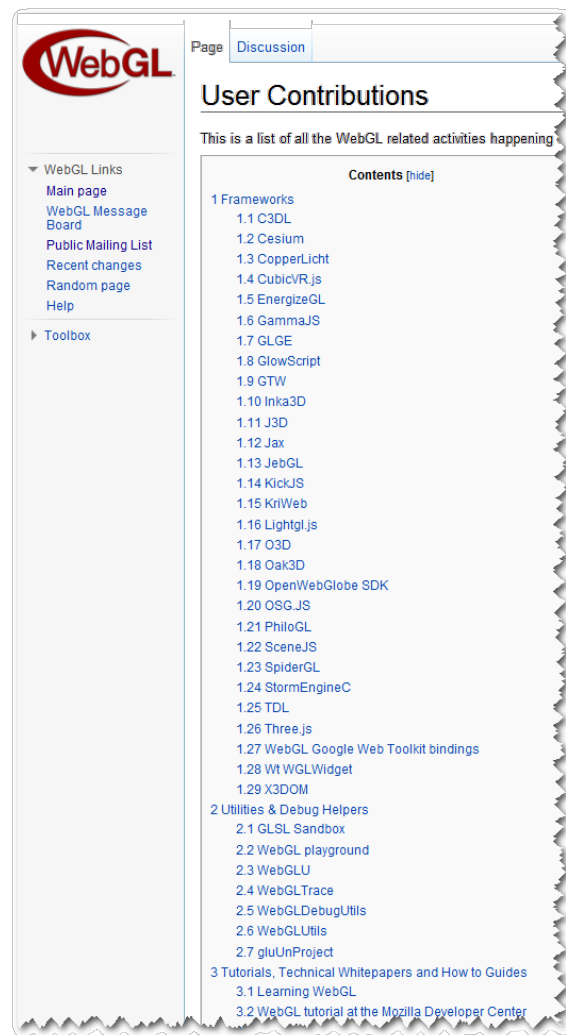 WebGL
WebGL Links
Main page
WebGL Message
Board
Public Mailing List
Recent changes
Random page
Help
Toolbox
Page Discussion
User Contributions
This is a list of all the WebGL related activities happening
Contents [hide]
1 Frameworks
1.1 C3DL
1.2 Cesium
1.3 CopperLicht
1.4 CubicVR.js
1.5 EnergizeGL
1.6 GammaJS
1.7 GLGE
1.8 GlowScript
1.9 GTW
1.10 Inka3D
1.11 J3D
1.12 Jax
1.13 JebGL
1.14 KickJS
1.15 KriWeb
1.16 Lightgl.js
1.17 O3D
1.18 Oak3D
1.19 OpenWebGlobe SDK
1.20 OSG.JS
1.21 PhiloGL
1.22 SceneJS
1.23 SpiderGL
1.24 StormEngineC
1.25 TDL
1.26 Three.js
1.27 WebGL Google Web Toolkit bindings
1.28 Wt WGLWidget
1.29 X3DOM
2 Utilities & Debug Helpers
2.1 GLSL Sandbox
2.2 WebGL playground
2.3 WebGLU
2.4 WebGLTrace
2.5 WebGLDebugUtils
2.6 WebGLUtils
2.7 gluUnProject
3 Tutorials, Technical Whitepapers and How to Guides
3.1 Learning WebGL
3.2 WebGL tutorial at the Mozilla Developer Center